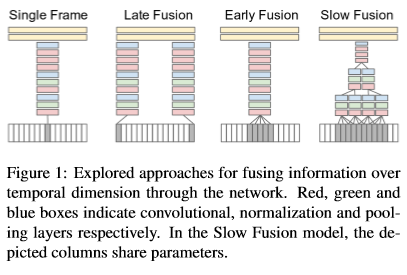 Single Frame Late Fusion Early Fusion Slow Fusion
Figure 1: Explored approaches for fusing information over
temporal dimension through the network. Red, green and
blue boxes indicate convolutional, normalization and pool-
ing layers respectively. In the Slow Fusion model, the de-
picted columns share parameters.